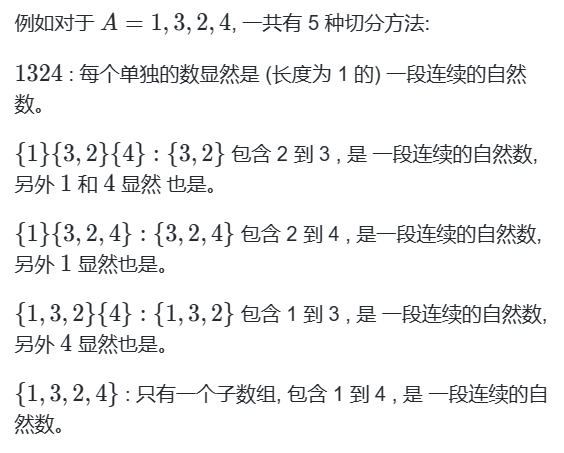 例如对于 A = 1, 3, 2, 4, 一共有 5 种切分方法:
1324 : 每个单独的数显然是 (长度为 1 的) 一段连续的自然
数。
{1}{3, 2}{4} : {3, 2} 包含 2 到 3 , 是 一段连续的自然数,
另外 1 和 4 显然 也是。
{1}{3, 2, 4} : {3, 2, 4} 包含 2 到 4 , 是一段连续的自然数,
另外 1 显然也是。
{1, 3, 2}{4} : {1, 3, 2} 包含 1 到 3 , 是 一段连续的自然数,
另外 4 显然也是。
{1, 3, 2, 4} : 只有一个子数组, 包含 1 到 4 , 是 一段连续的自
然数。